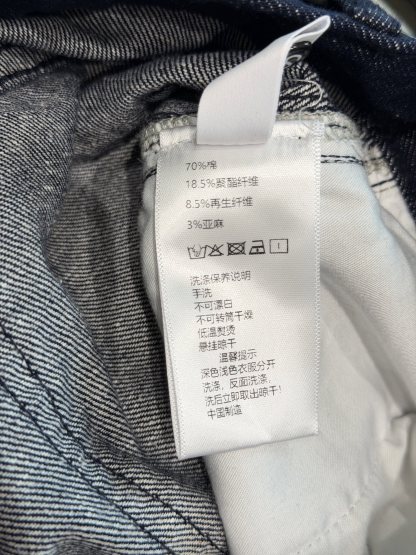 70%棉
18.5%聚酯纤维
8.5%再生纤维
3%亚麻
洗涤保养说明
手洗
不可漂白
不可转筒干燥
低温熨烫
悬挂晾干
温馨提示
深色浅色衣服分开
洗涤，反面洗涤，
洗后立即取出晾干！
中国制造